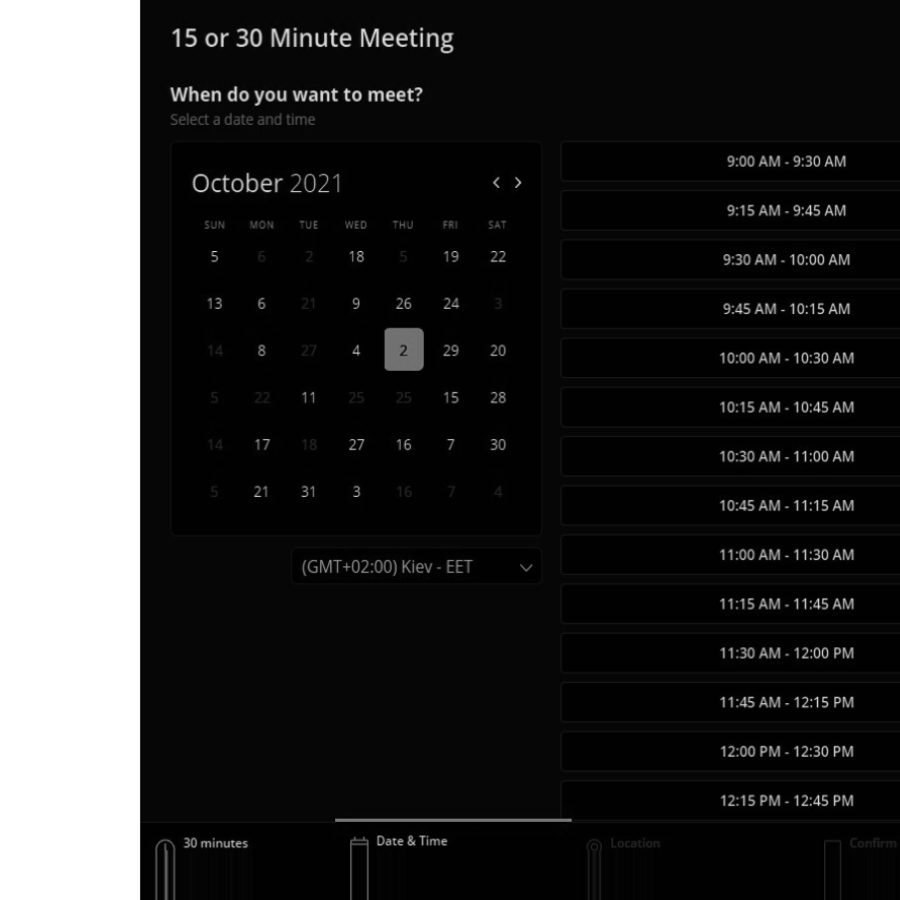 15 or 30 Minute Meeting
When do you want to meet?
Select a date and time
October 2021
SUN MON TUE WED THU FRI SAT
5 6 2 18 5 19 22
13 6 21 9 26 24 3
14 8 27 4 2 29 20
5 22 11 25 25 15 28
14 17 18 27 16 7 30
5 21 31 3 16 7 4
(GMT+02:00) Kiev - EET
9:00 AM - 9:30 AM
9:15 AM - 9:45 AM
9:30 AM - 10:00 AM
9:45 AM - 10:15 AM
10:00 AM - 10:30 AM
10:15 AM - 10:45 AM
10:30 AM - 11:00 AM
10:45 AM - 11:15 AM
11:00 AM - 11:30 AM
11:15 AM - 11:45 AM
11:30 AM - 12:00 PM
11:45 AM - 12:15 PM
12:00 PM - 12:30 PM
12:15 PM - 12:45 PM
30 minutes Date & Time Location Confirm